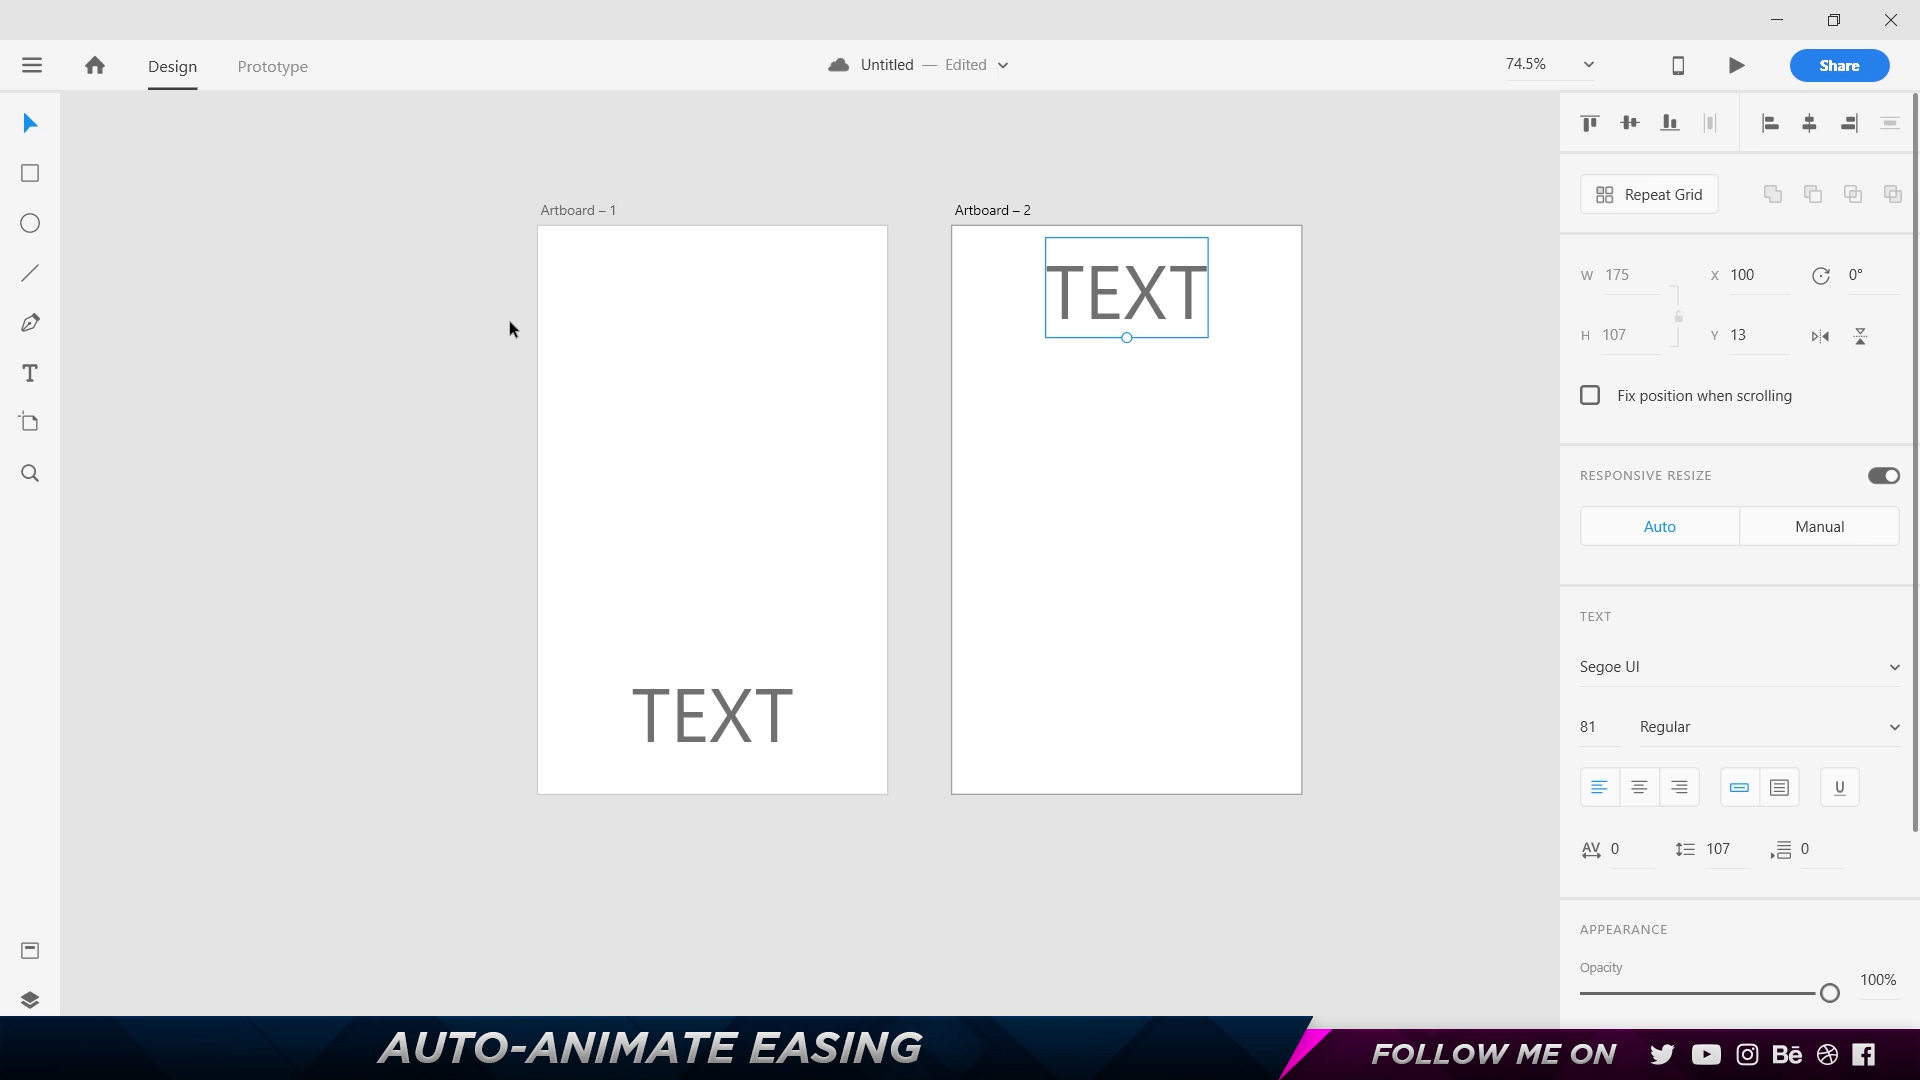 Design
Prototype
Untitled — Edited
74.5%
Share
Repeat Grid
Artboard – 1
Artboard – 2
TEXT
W 175
X 100
0°
H 107
Y 13
Fix position when scrolling
RESPONSIVE RESIZE
Auto
Manual
TEXT
Segoe UI
81
Regular
TEXT
U
AV 0
107
0
APPEARANCE
Opacity
100%
AUTO-ANIMATE EASING
FOLLOW ME ON
Bē